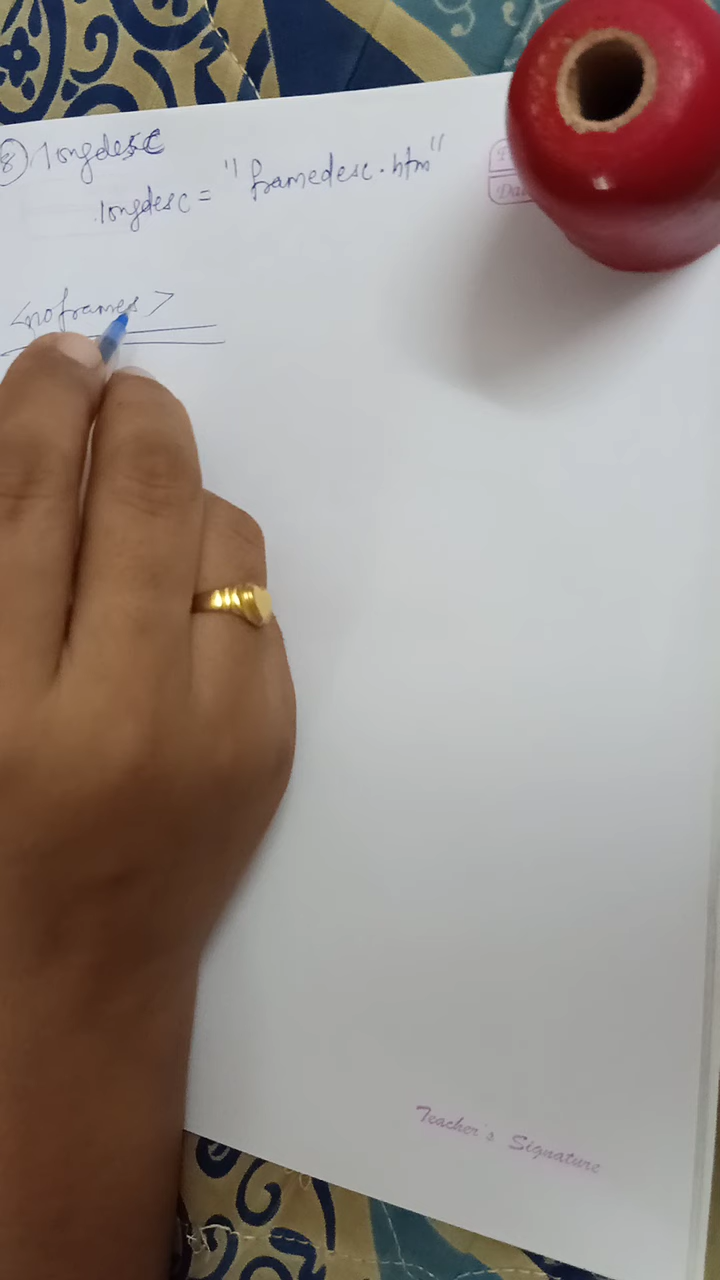 8 longdesc
longdesc = "framedesc.htm"
<noframes>
Teacher's Signature